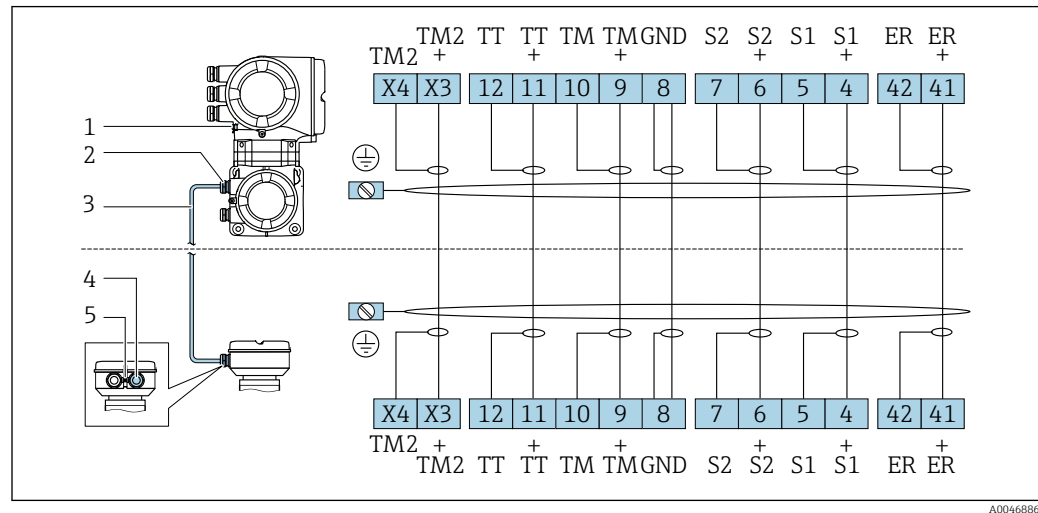 TM2 TT TT TM TM GND S2 S2 S1 S1 ER ER
TM2 + + + + + +
X4 X3 12 11 10 9 8 7 6 5 4 42 41
1
2
3
4
5
X4 X3 12 11 10 9 8 7 6 5 4 42 41
TM2 + + + + + +
TM2 TT TT TM TM GND S2 S2 S1 S1 ER ER
A0046886